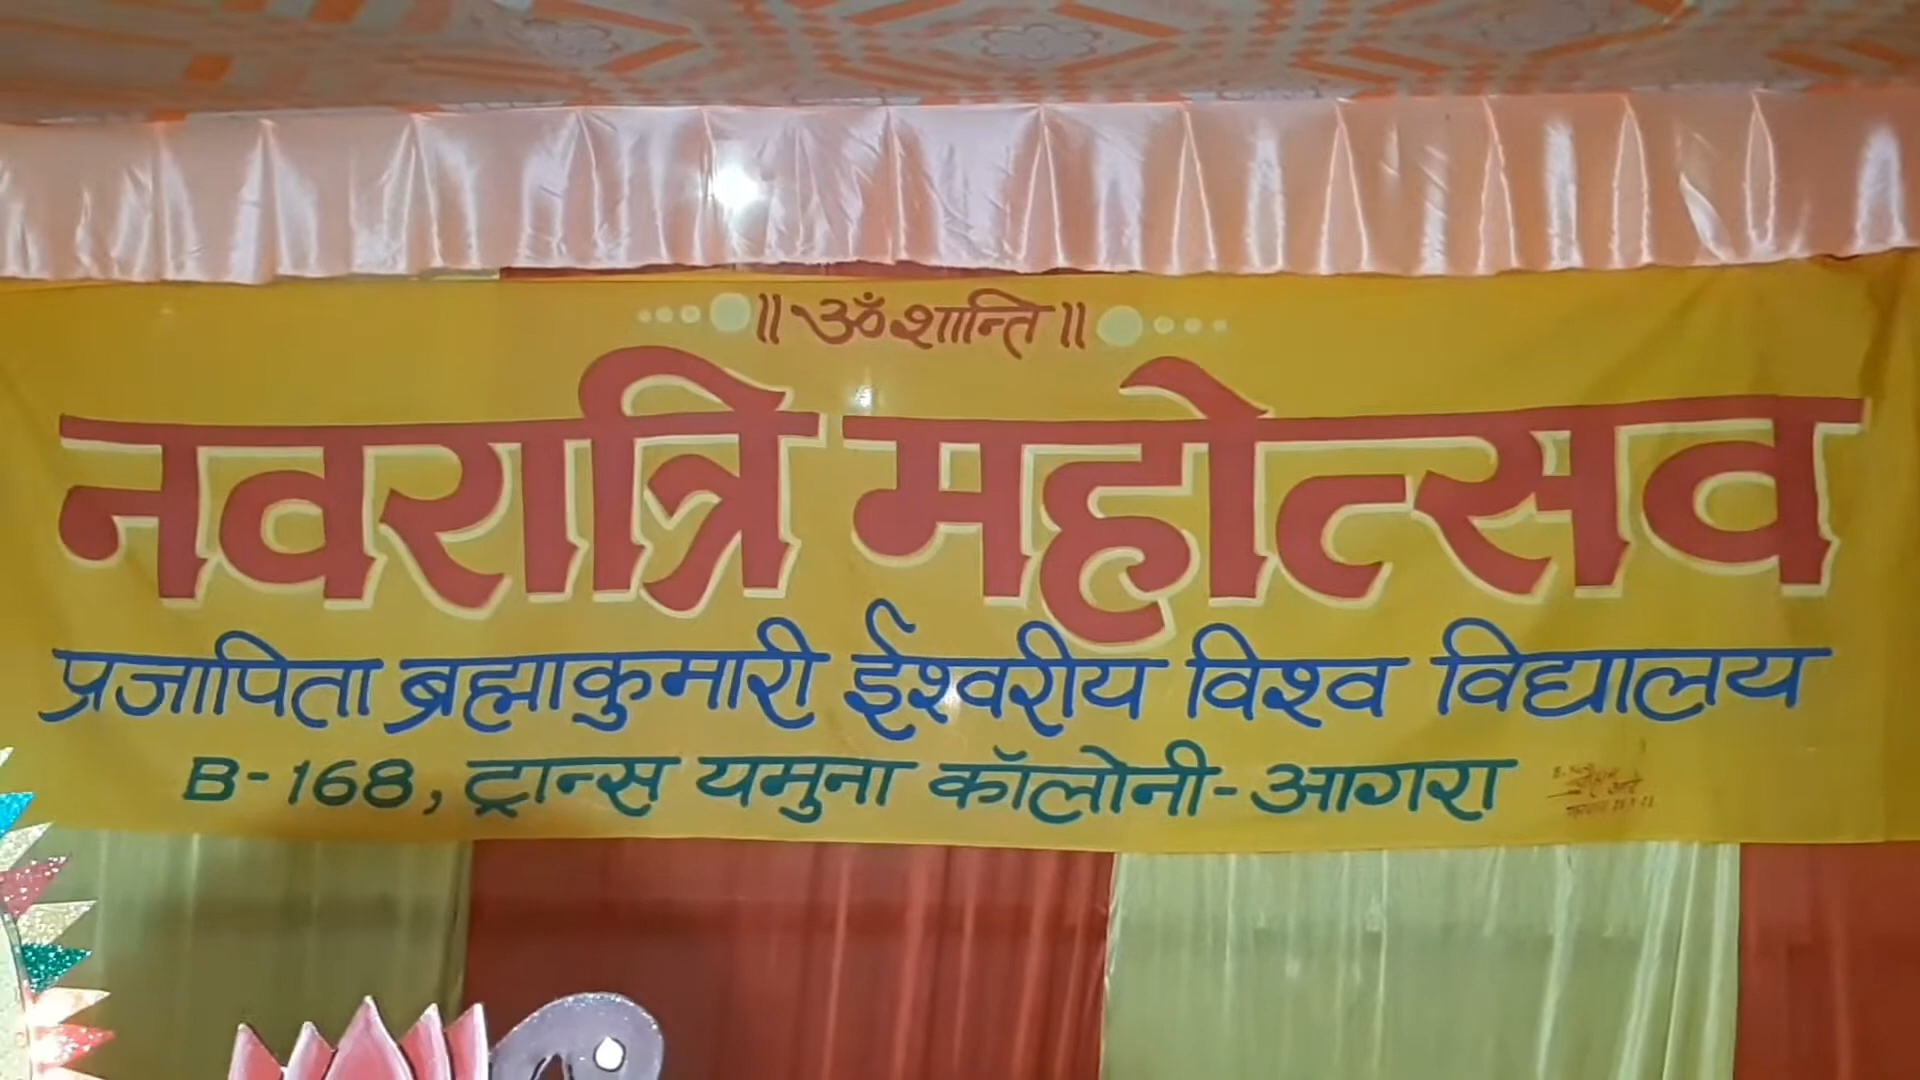 ॥ ॐ शान्ति ॥
नवरात्रि महोत्सव
प्रजापिता ब्रह्माकुमारी ईश्वरीय विश्व विद्यालय
B-168, ट्रान्स यमुना कॉलोनी-आगरा